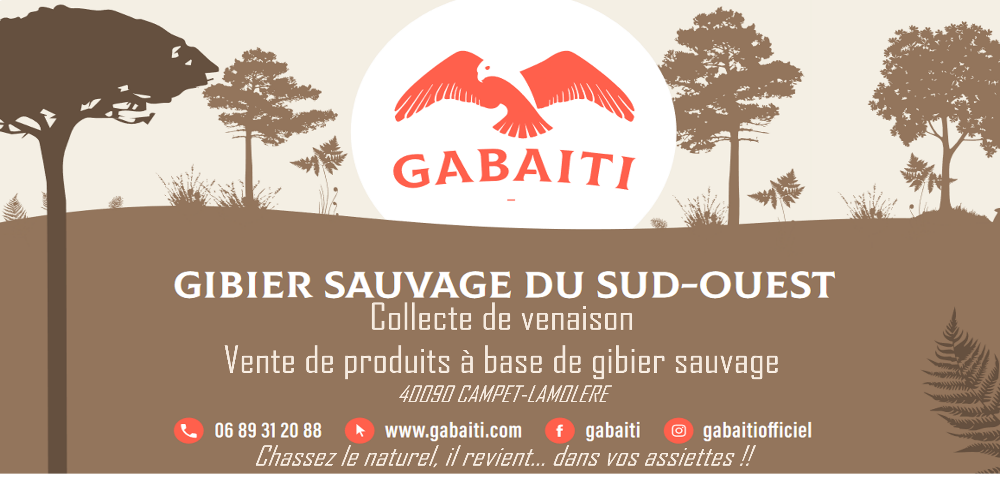 GABAITI
-
GIBIER SAUVAGE DU SUD-OUEST
Collecte de venaison
Vente de produits à base de gibier sauvage
40090 CAMPET-LAMOLERE
06 89 31 20 88 www.gabaiti.com gabaiti gabaitiofficiel
Chassez le naturel, il revient... dans vos assiettes !!